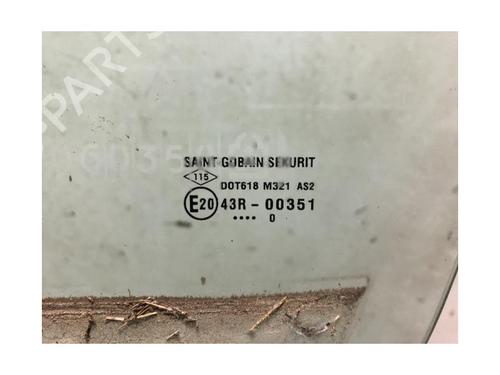 SAINT-GOBAIN SEKURIT
115
DOT618 M321 AS2
E20 43R-00351
.... 0